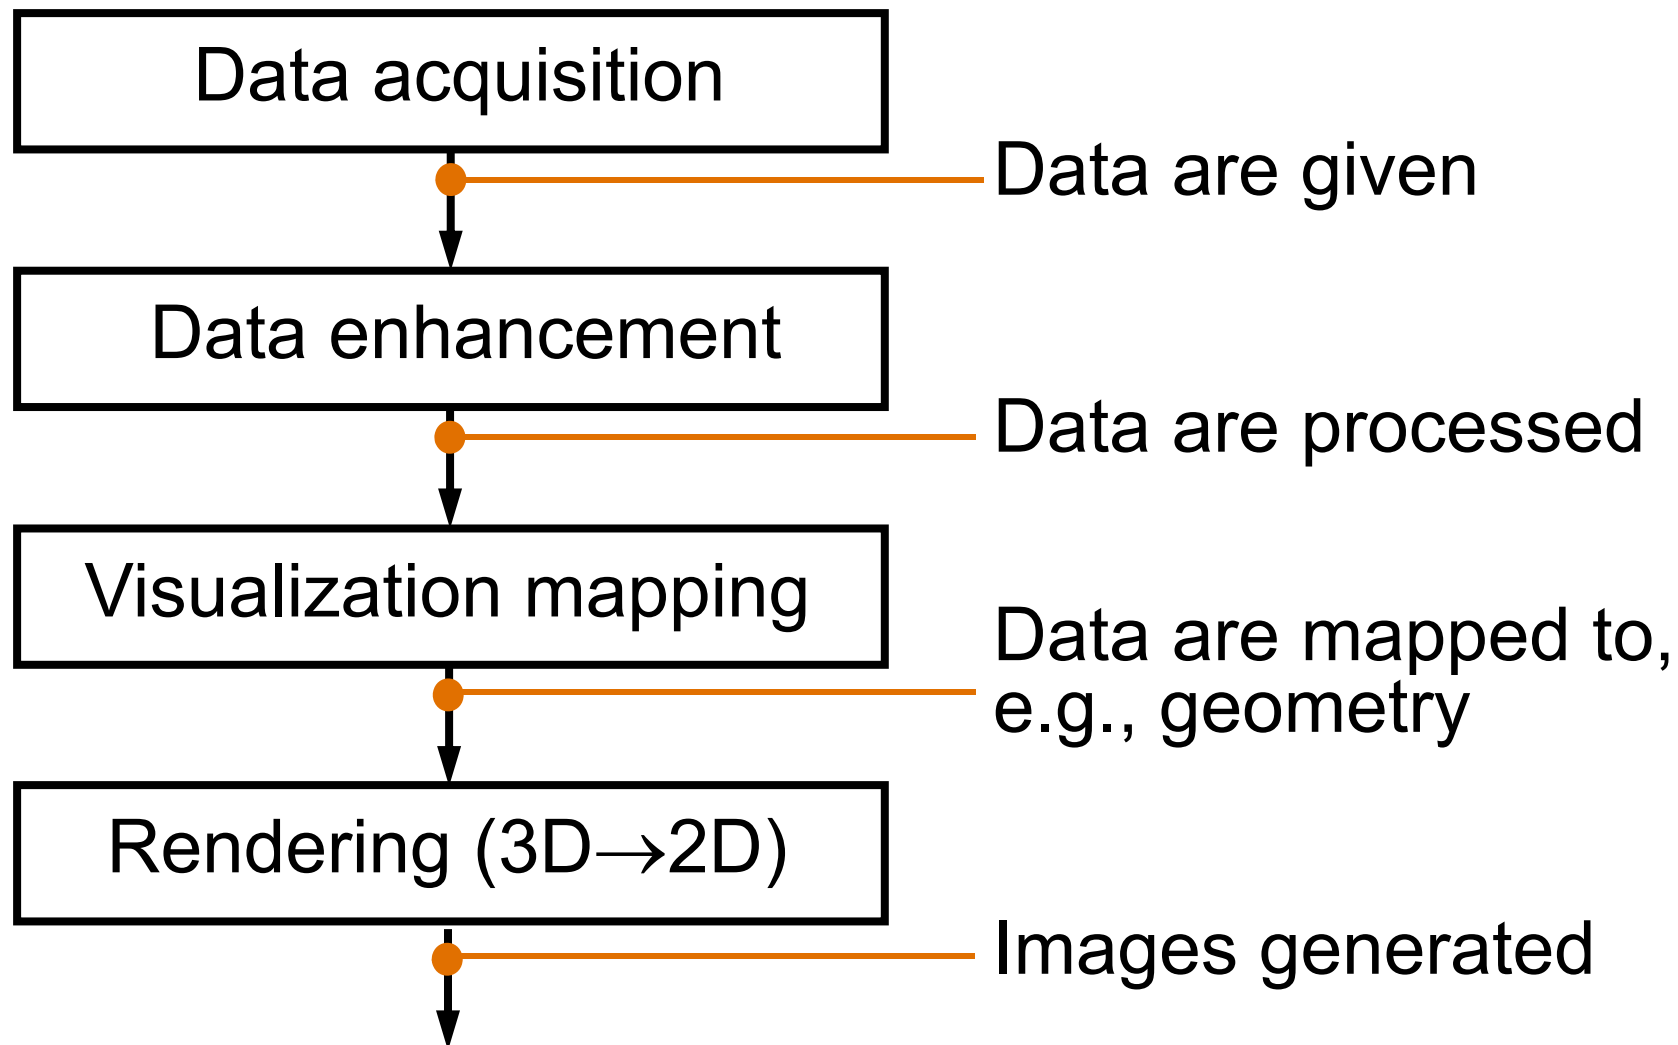 Data acquisition
Data are given
Data enhancement
Data are processed
Visualization mapping
Data are mapped to,
e.g., geometry
Rendering (3D→2D)
Images generated